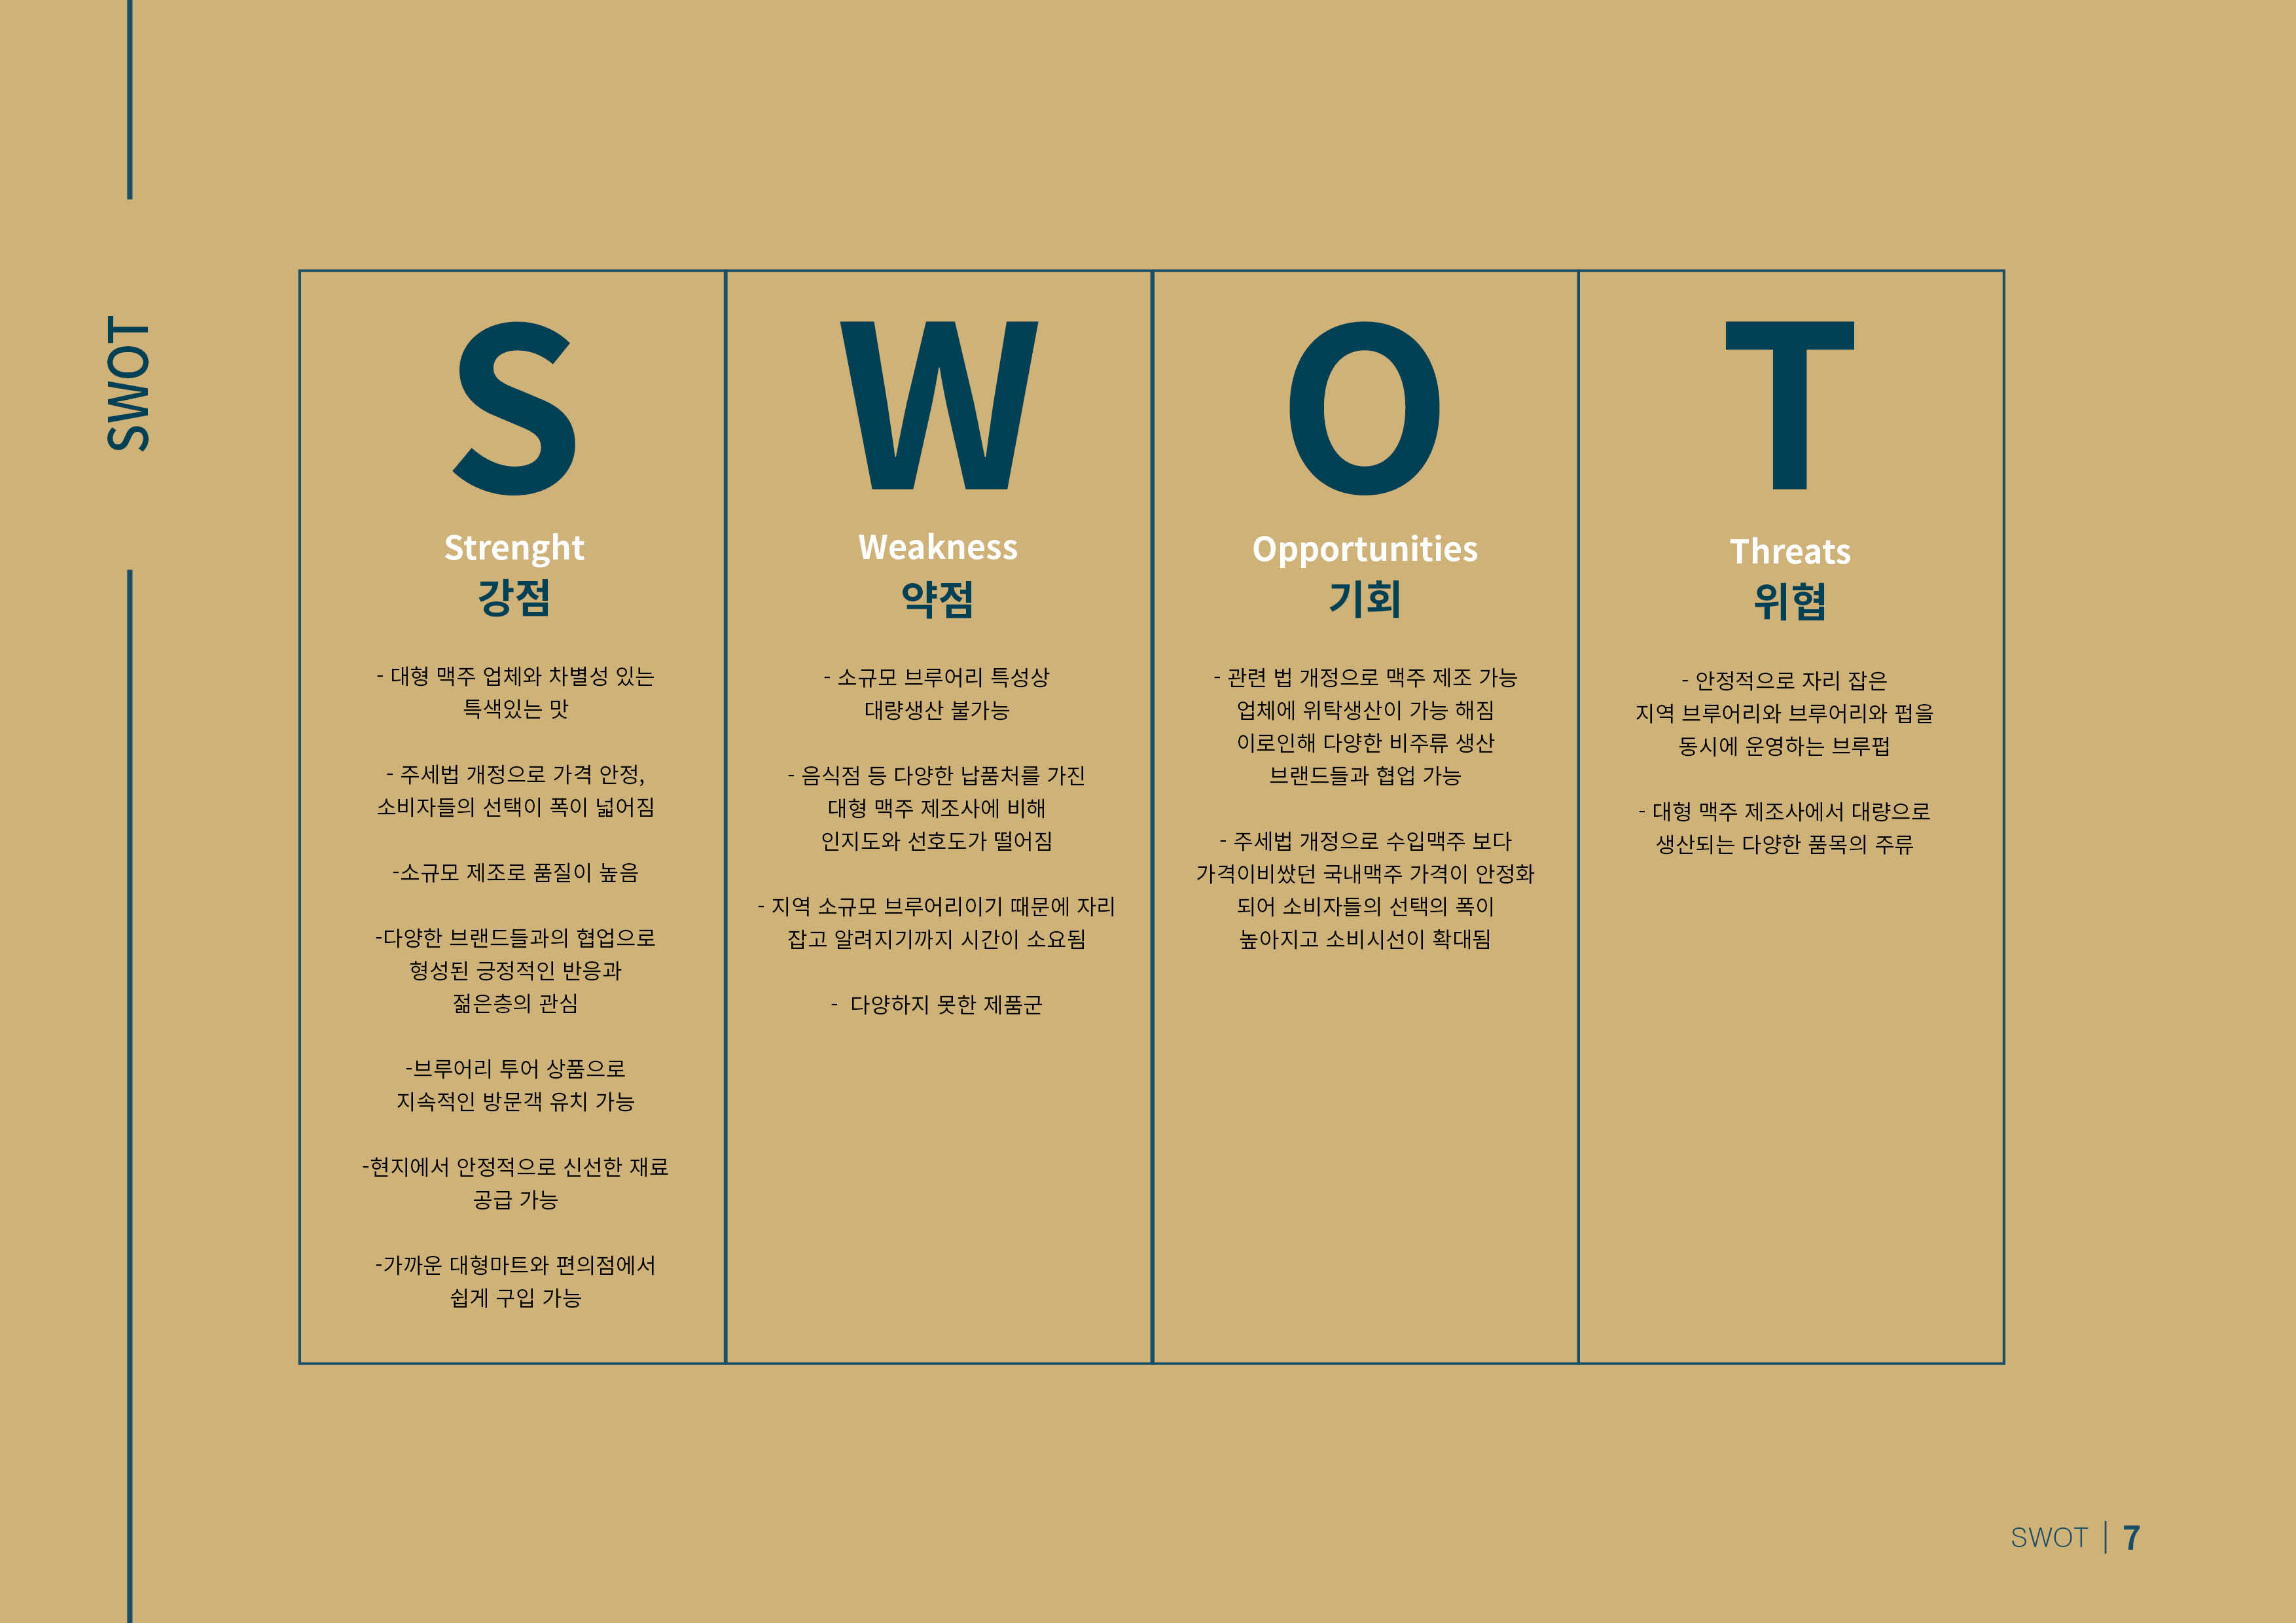 SWOT
S
Strenght
강점
- 대형 맥주 업체와 차별성 있는
특색있는 맛
- 주세법 개정으로 가격 안정,
소비자들의 선택이 폭이 넓어짐
-소규모 제조로 품질이 높음
-다양한 브랜드들과의 협업으로
형성된 긍정적인 반응과
젊은층의 관심
-브루어리 투어 상품으로
지속적인 방문객 유치 가능
-현지에서 안정적으로 신선한 재료
공급 가능
-가까운 대형마트와 편의점에서
쉽게 구입 가능
W
Weakness
약점
- 소규모 브루어리 특성상
대량생산 불가능
- 음식점 등 다양한 납품처를 가진
대형 맥주 제조사에 비해
인지도와 선호도가 떨어짐
- 지역 소규모 브루어리이기 때문에 자리
잡고 알려지기까지 시간이 소요됨
- 다양하지 못한 제품군
O
Opportunities
기회
- 관련 법 개정으로 맥주 제조 가능
업체에 위탁생산이 가능 해짐
이로인해 다양한 비주류 생산
브랜드들과 협업 가능
- 주세법 개정으로 수입맥주 보다
가격이비쌌던 국내맥주 가격이 안정화
되어 소비자들의 선택의 폭이
높아지고 소비시선이 확대됨
T
Threats
위협
- 안정적으로 자리 잡은
지역 브루어리와 브루어리와 펍을
동시에 운영하는 브루펍
- 대형 맥주 제조사에서 대량으로
생산되는 다양한 품목의 주류
SWOT | 7